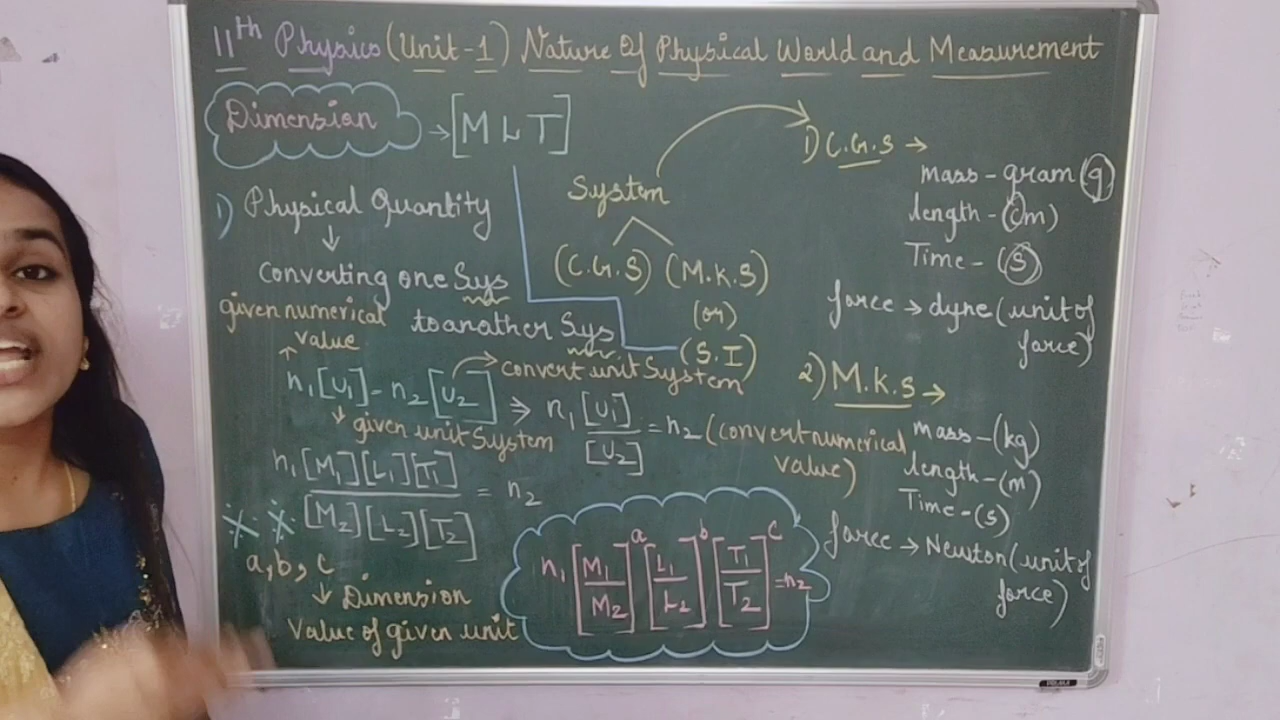 11th Physics (Unit-1) Nature Of Physical World and Measurement
Dimension → [M L T]
1) Physical Quantity
↓
converting one Sys
to another Sys
given numerical
value
n₁[U₁] = n₂[U₂] ⇒ n₁[U₁]/[U₂] = n₂ (convert numerical
value)
convert unit System
given unit System
n₁[M₁][L₁][T₁]/[M₂][L₂][T₂] = n₂
a, b, c
↓ Dimension
Value of given unit
System
(C.G.S) (M.K.S)
(or)
(S.I)
n₁[M₁/M₂]ᵃ[L₁/L₂]ᵇ[T₁/T₂]ᶜ = n₂
1) C.G.S →
mass - gram (g)
length - (cm)
Time - (S)
force → dyne (unit of
force)
2) M.K.S →
mass - (kg)
length - (m)
Time - (s)
force → Newton (unit of
force)